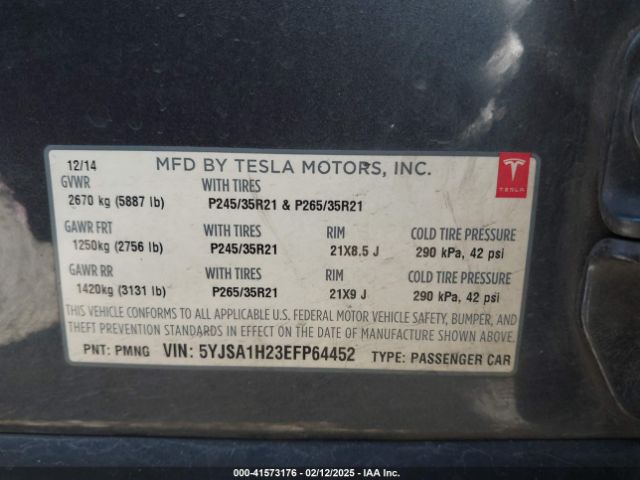 12/14 MFD BY TESLA MOTORS, INC.
TESLA
GVWR WITH TIRES
2670 kg (5887 lb) P245/35R21 & P265/35R21
GAWR FRT WITH TIRES RIM COLD TIRE PRESSURE
1250kg (2756 lb) P245/35R21 21X8.5 J 290 kPa, 42 psi
GAWR RR WITH TIRES RIM COLD TIRE PRESSURE
1420kg (3131 lb) P265/35R21 21X9 J 290 kPa, 42 psi
THIS VEHICLE CONFORMS TO ALL APPLICABLE U.S. FEDERAL MOTOR VEHICLE SAFETY, BUMPER, AND
THEFT PREVENTION STANDARDS IN EFFECT ON THE DATE OF MANUFACTURE SHOWN ABOVE.
PNT: PMNG VIN: 5YJSA1H23EFP64452 TYPE: PASSENGER CAR
000-41573176 - 02/12/2025 - IAA Inc.